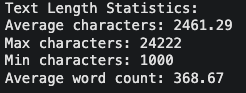 Text Length Statistics:
Average characters: 2461.29
Max characters: 24222
Min characters: 1000
Average word count: 368.67